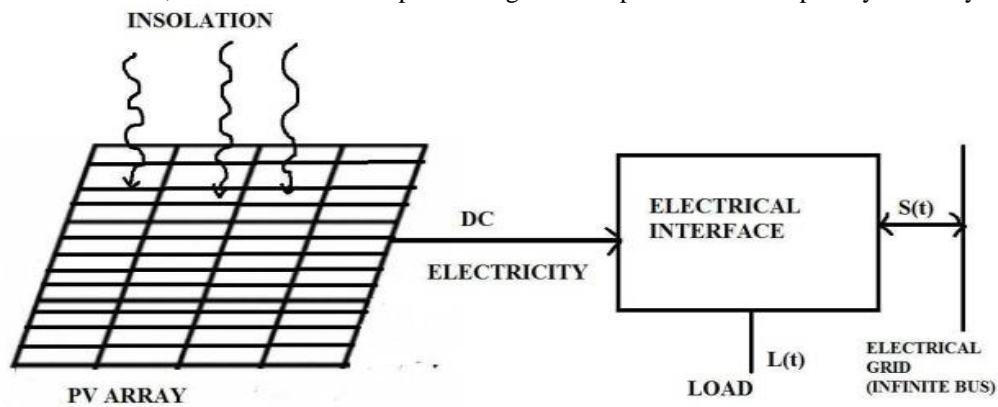 INSOLATION
DC
ELECTRICITY
ELECTRICAL
INTERFACE
S(t)
L(t)
LOAD
ELECTRICAL
GRID
(INFINITE BUS)
PV ARRAY